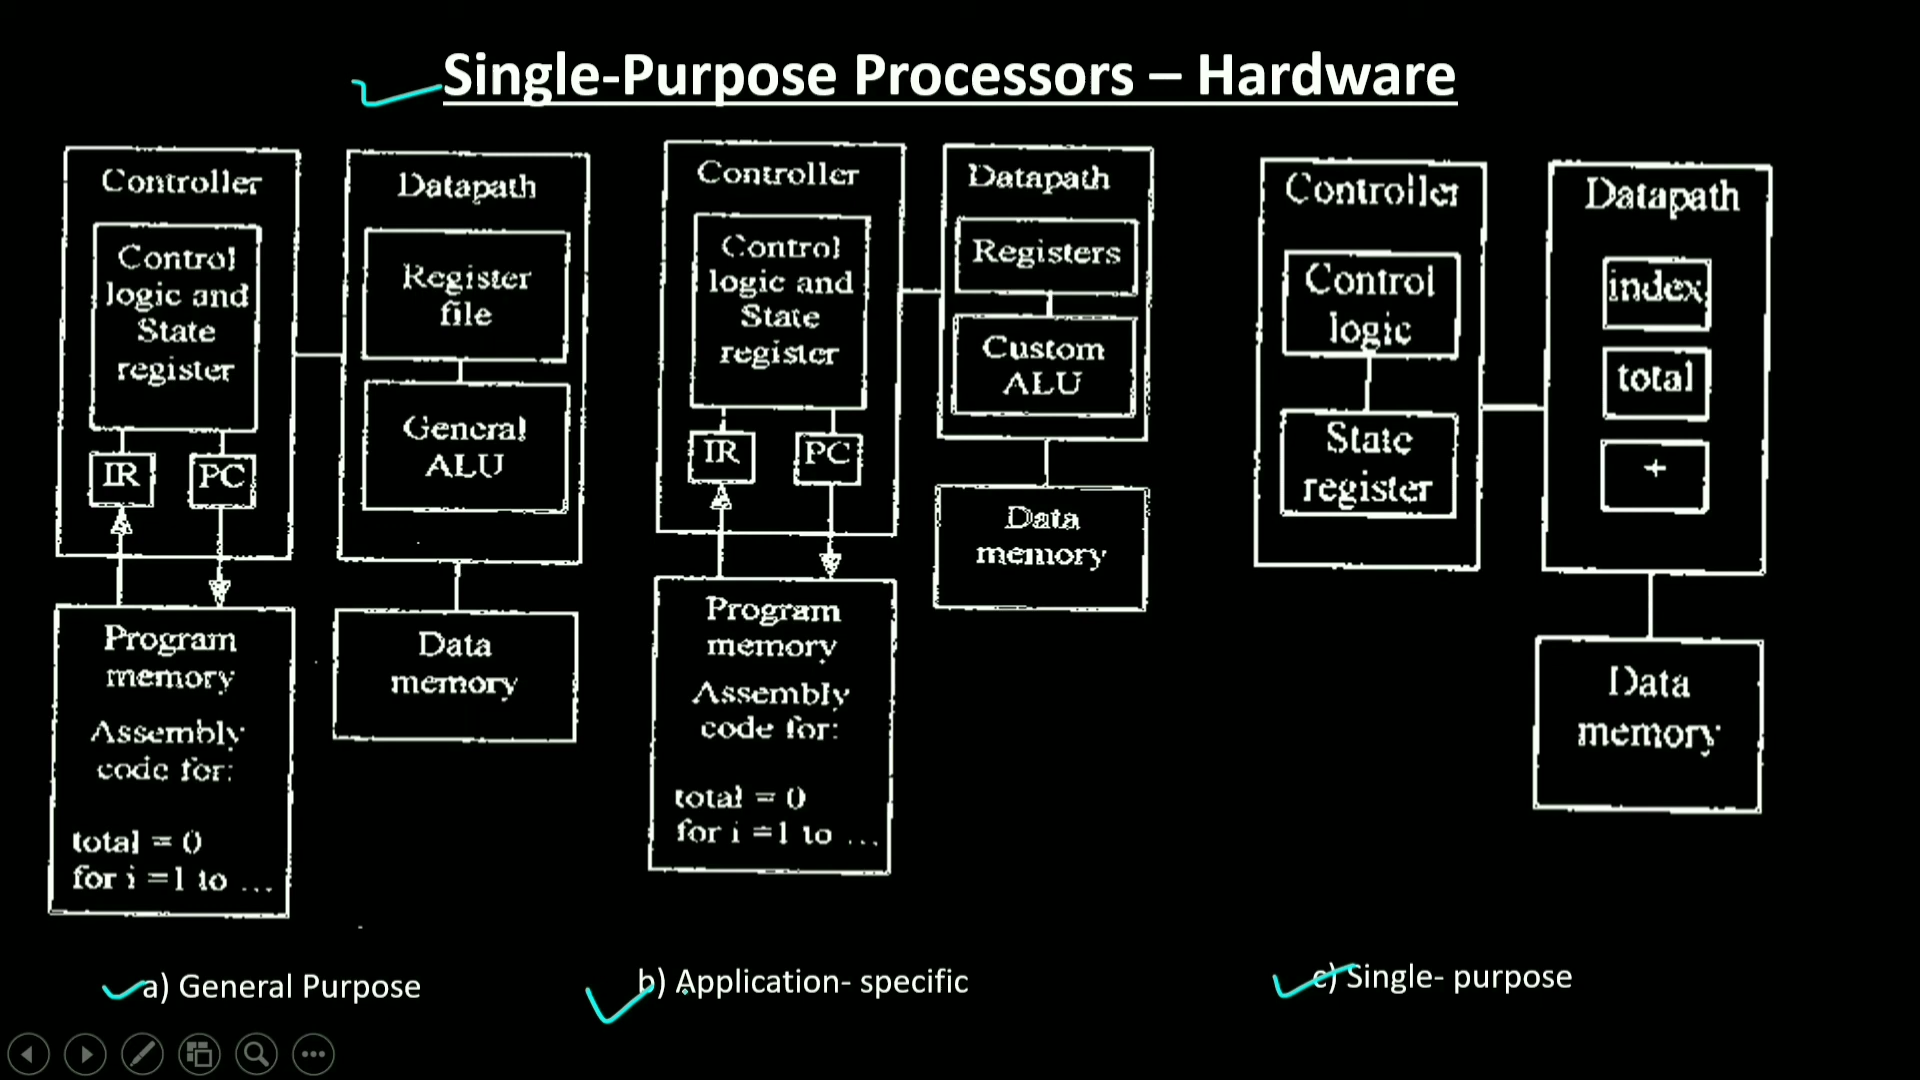 Single-Purpose Processors – Hardware
Controller
Control
logic and
State
register
IR
PC
Program
memory
Assembly
code for:
total = 0
for i =1 to ...
Datapath
Register
file
General
ALU
Data
memory
a) General Purpose
Controller
Control
logic and
State
register
IR
PC
Program
memory
Assembly
code for:
total = 0
for i =1 to ...
Datapath
Registers
Custom
ALU
Data
memory
b) Application- specific
Controller
Control
logic
State
register
Datapath
index
total
+
Data
memory
c) Single- purpose